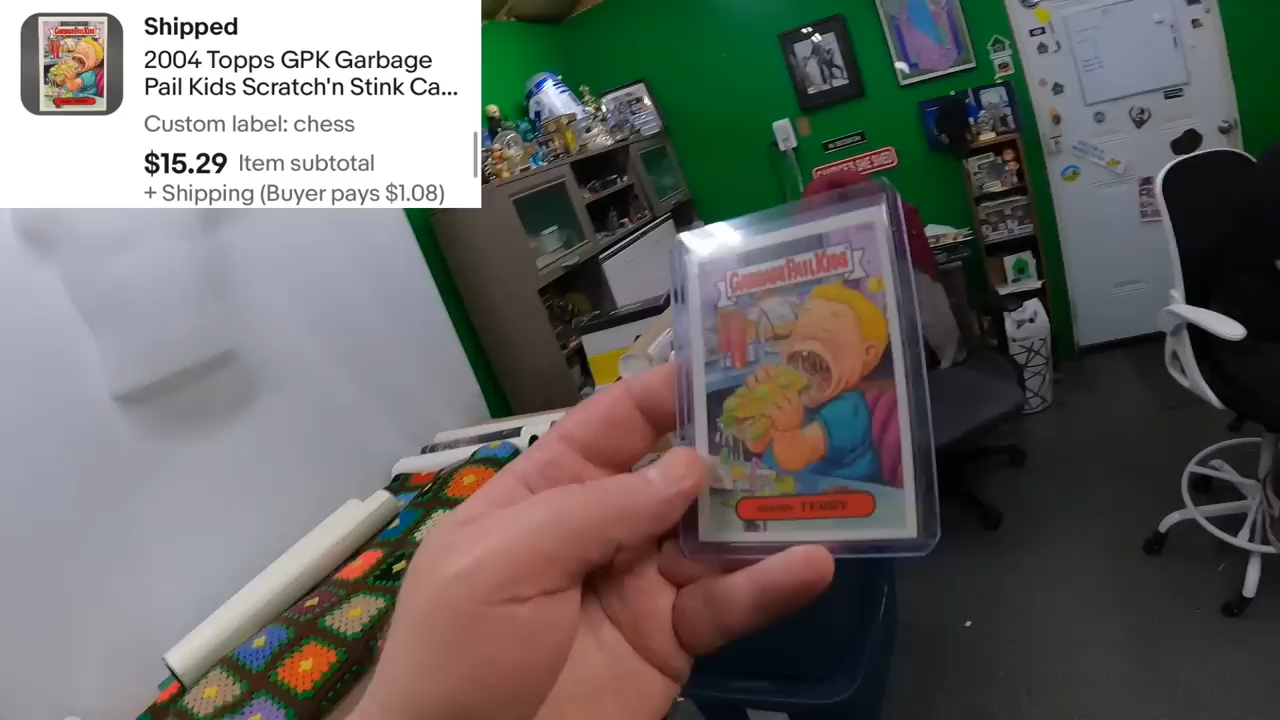 Shipped
2004 Topps GPK Garbage
Pail Kids Scratch'n Stink Ca...
Custom label: chess
$15.29 Item subtotal
+ Shipping (Buyer pays $1.08)
GARBAGE PAIL KIDS
TERRY